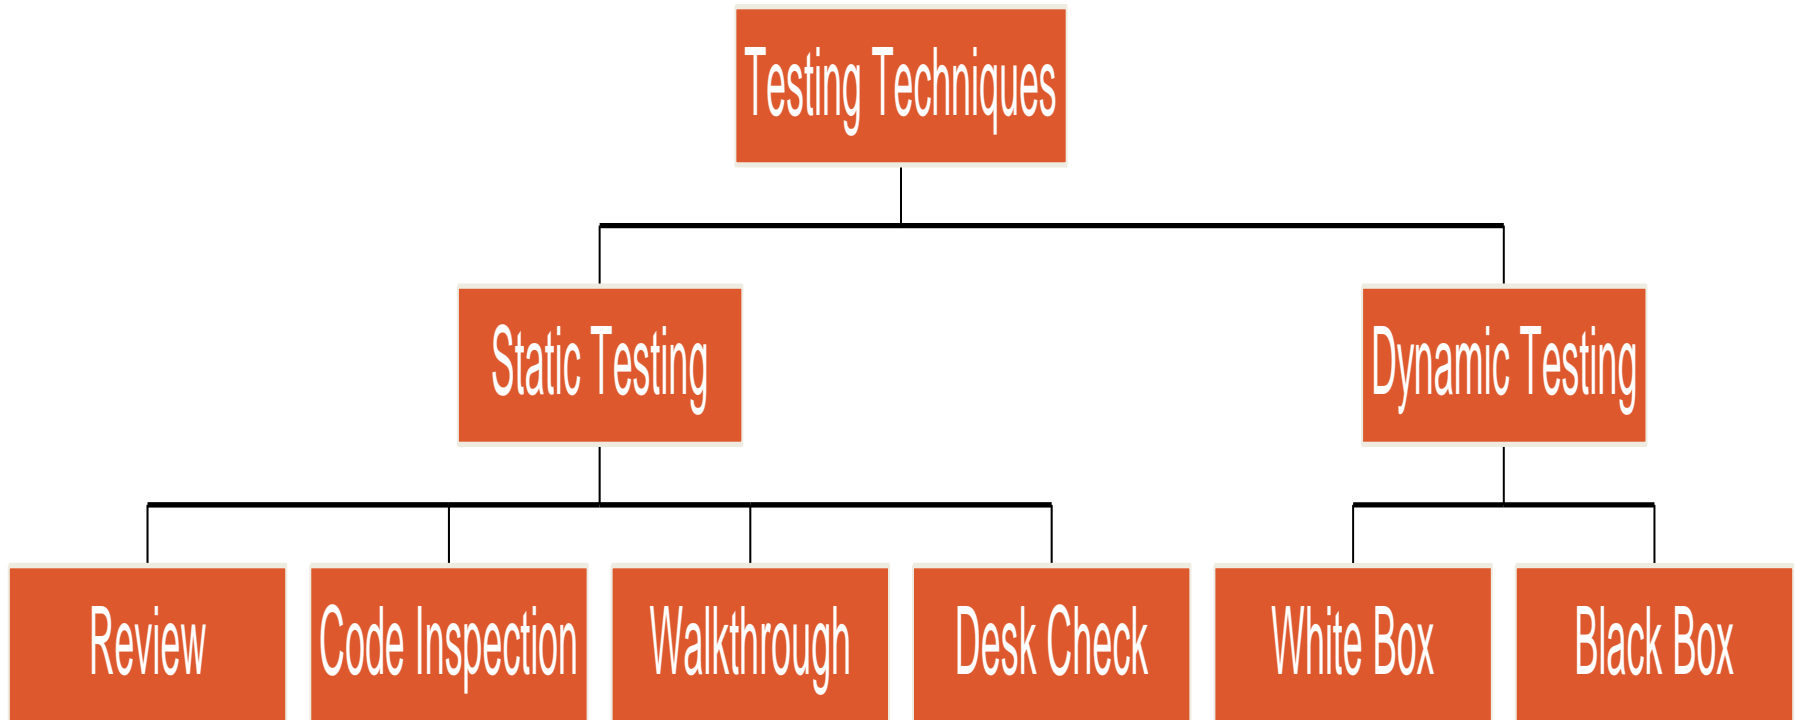 Testing Techniques
Static Testing
Dynamic Testing
Review
Code Inspection
Walkthrough
Desk Check
White Box
Black Box